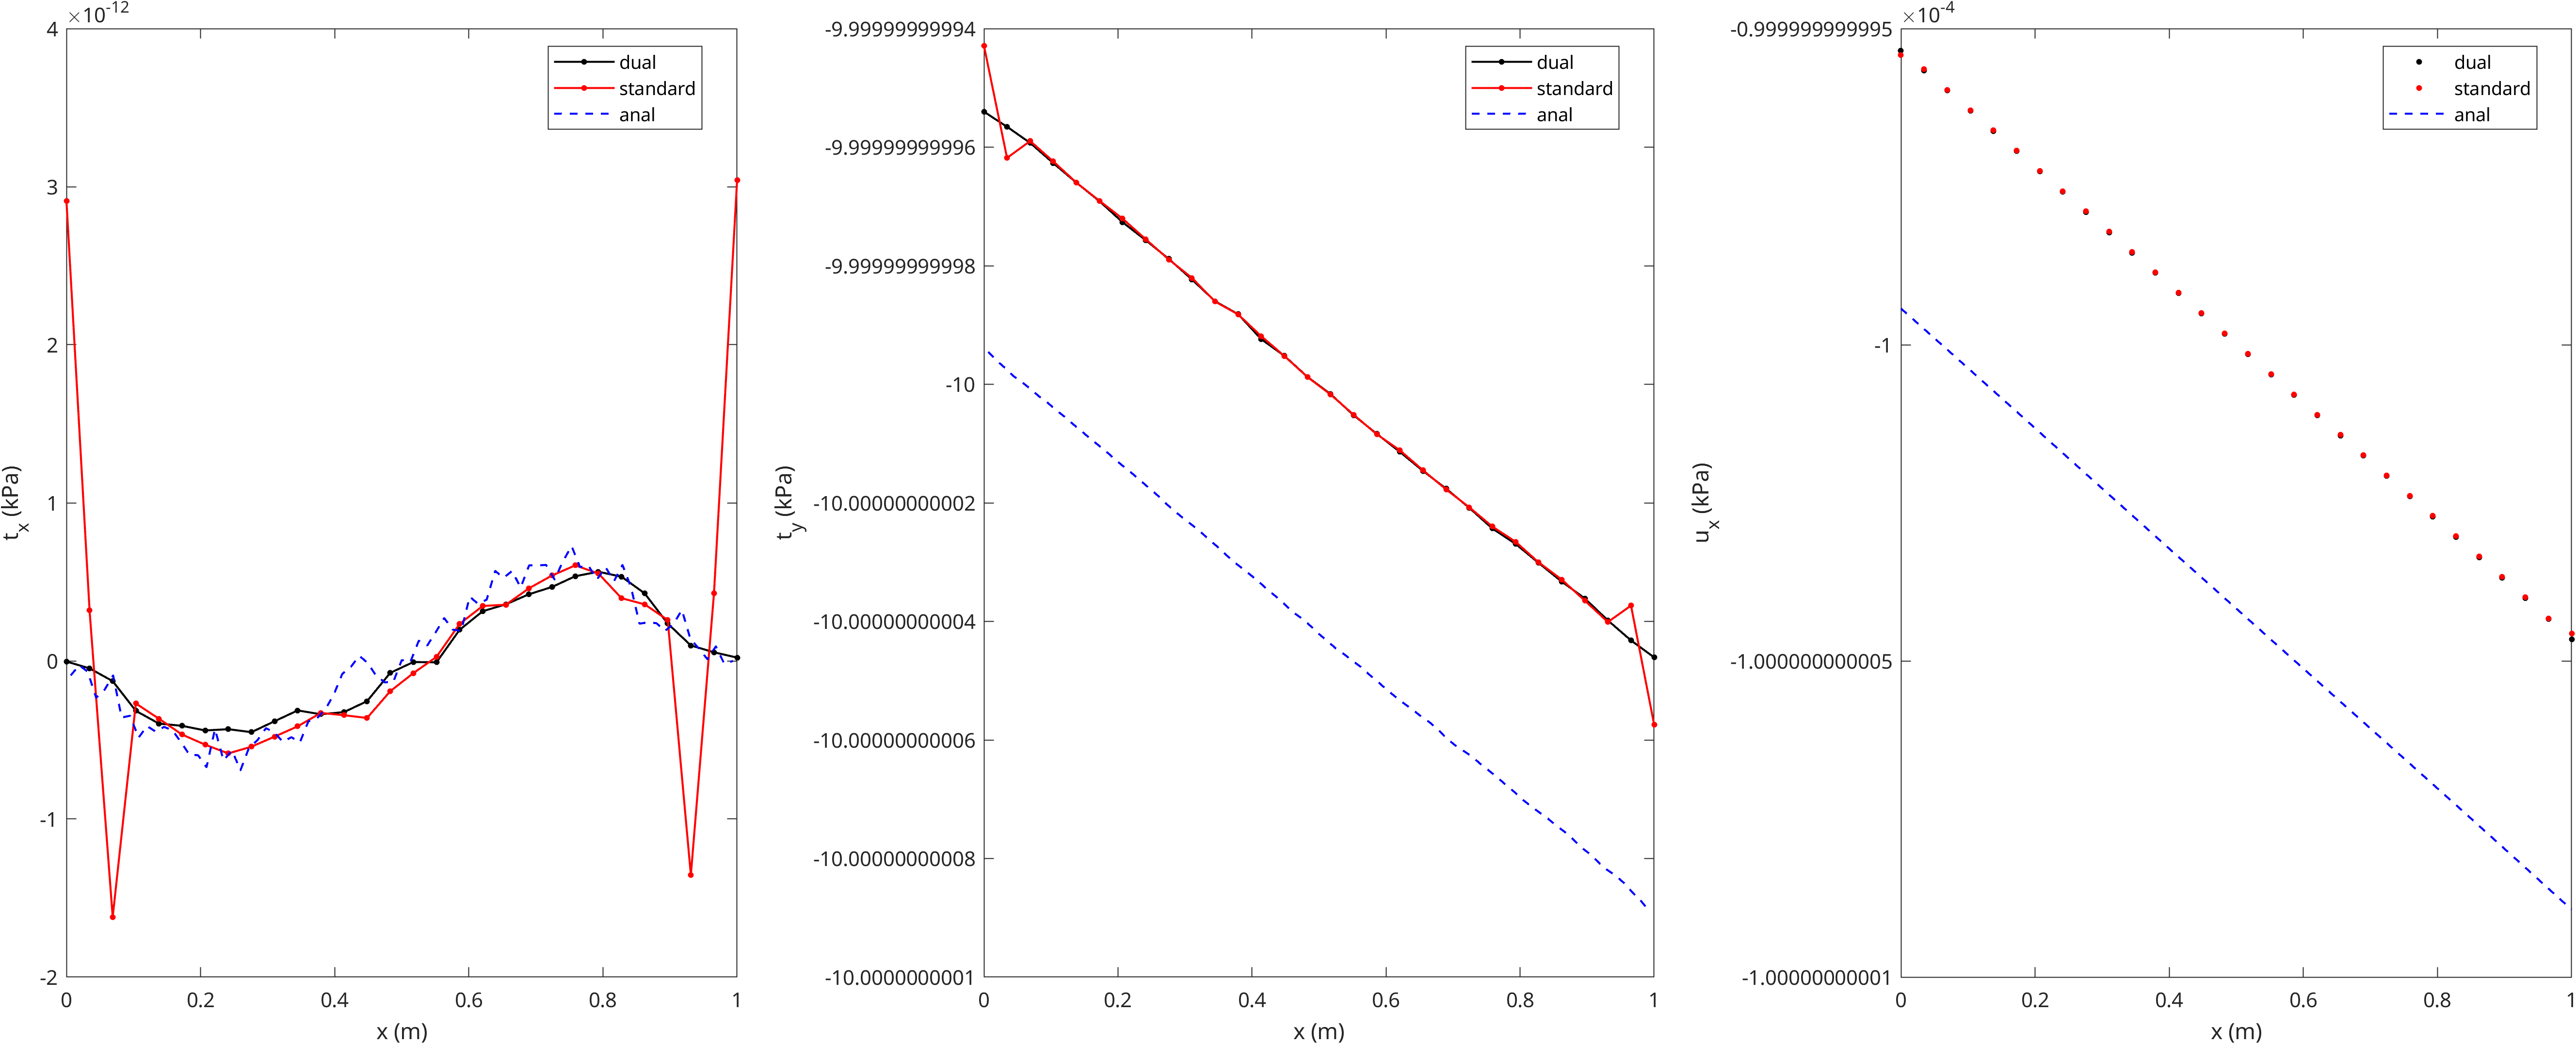 ×10^-12
4
3
2
1
0
-1
-2
0
0.2
0.4
0.6
0.8
1
x (m)
t_x (kPa)
dual
standard
anal
-9.99999999994
-9.99999999996
-9.99999999998
-10
-10.00000000002
-10.00000000004
-10.00000000006
-10.00000000008
-10.0000000001
0
0.2
0.4
0.6
0.8
1
x (m)
t_y (kPa)
dual
standard
anal
×10^-4
-0.999999999995
-1
-1.000000000005
-1.00000000001
0
0.2
0.4
0.6
0.8
1
x (m)
u_x (kPa)
dual
standard
anal